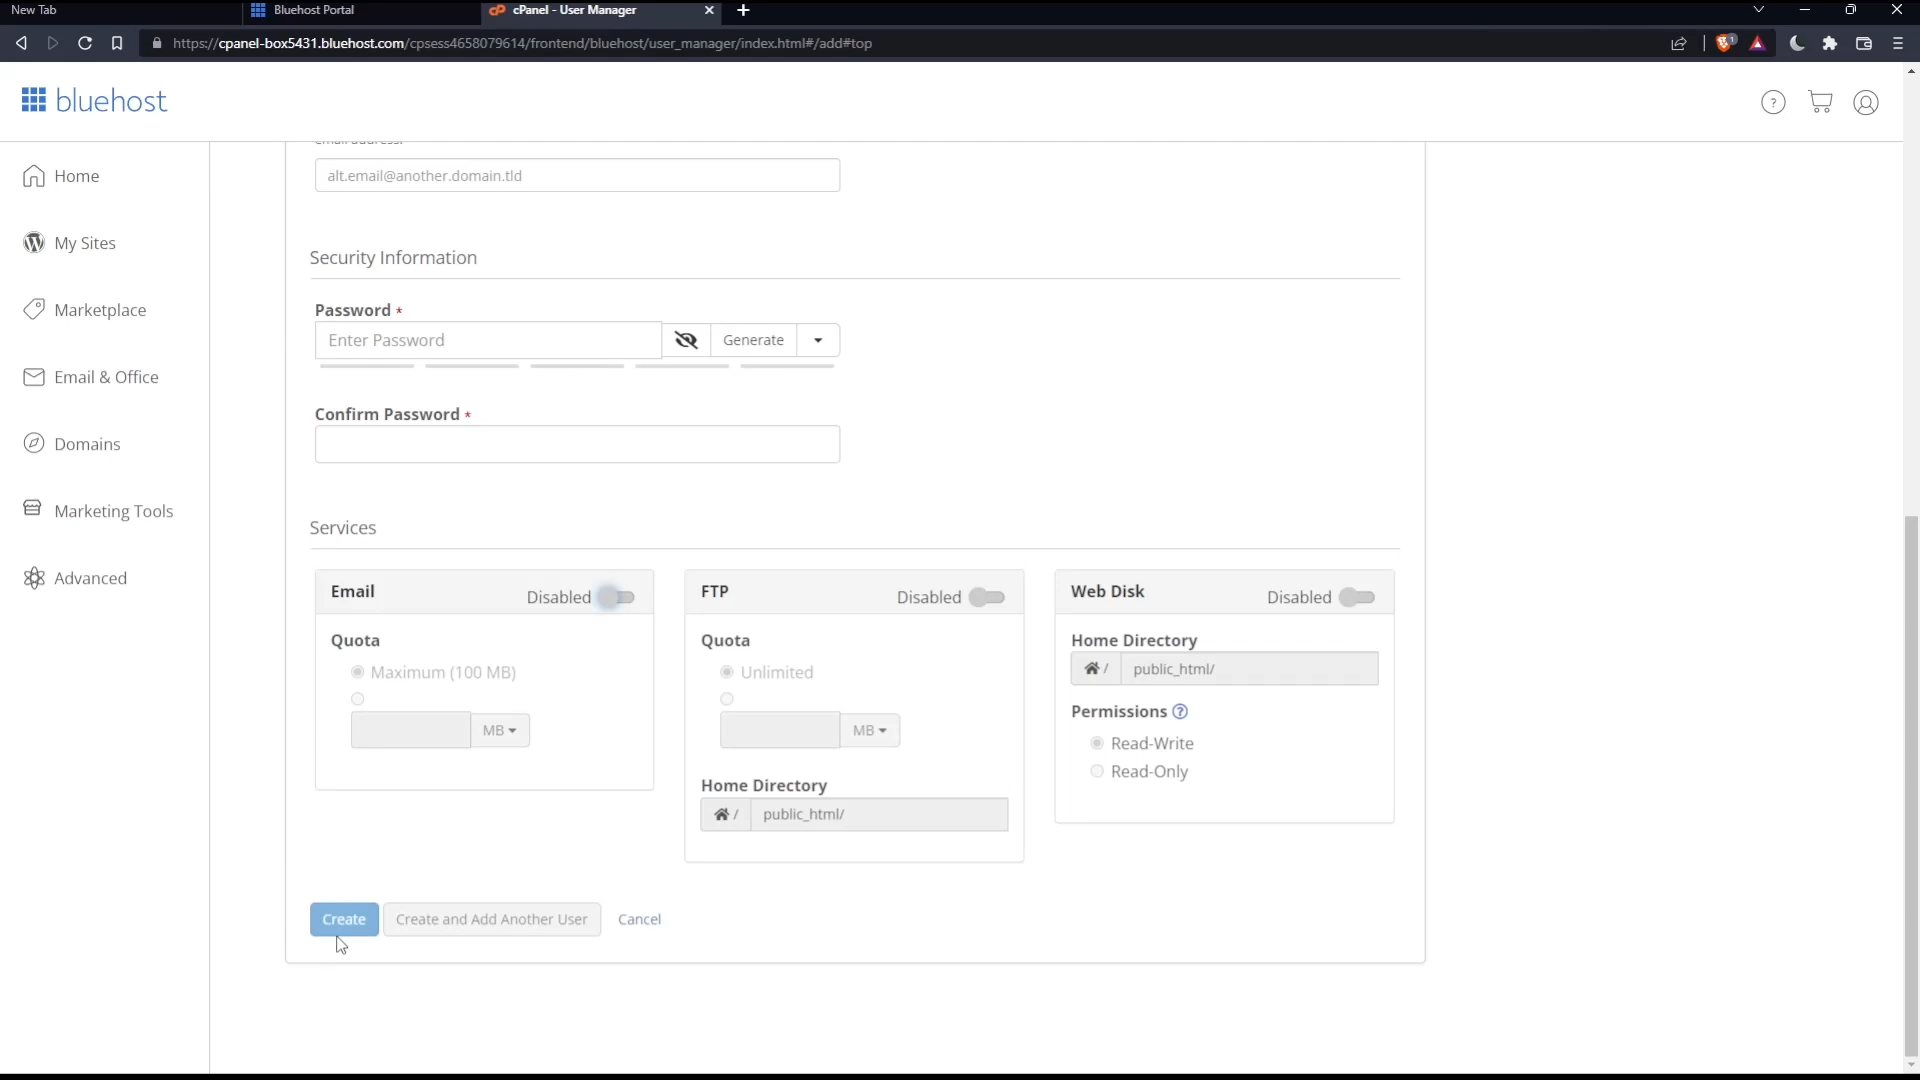 New Tab
Bluehost Portal
cP cPanel - User Manager
https://cpanel-box5431.bluehost.com/cpsess4658079614/frontend/bluehost/user_manager/index.html#/add#top
1
bluehost
?
email address.
alt.email@another.domain.tld
Home
My Sites
Marketplace
Email & Office
Domains
Marketing Tools
Advanced
Security Information
Password *
Enter Password
Generate
Confirm Password *
Services
Email
Disabled
Quota
Maximum (100 MB)
MB
FTP
Disabled
Quota
Unlimited
MB
Home Directory
/ public_html/
Web Disk
Disabled
Home Directory
/ public_html/
Permissions ?
Read-Write
Read-Only
Create
Create and Add Another User
Cancel